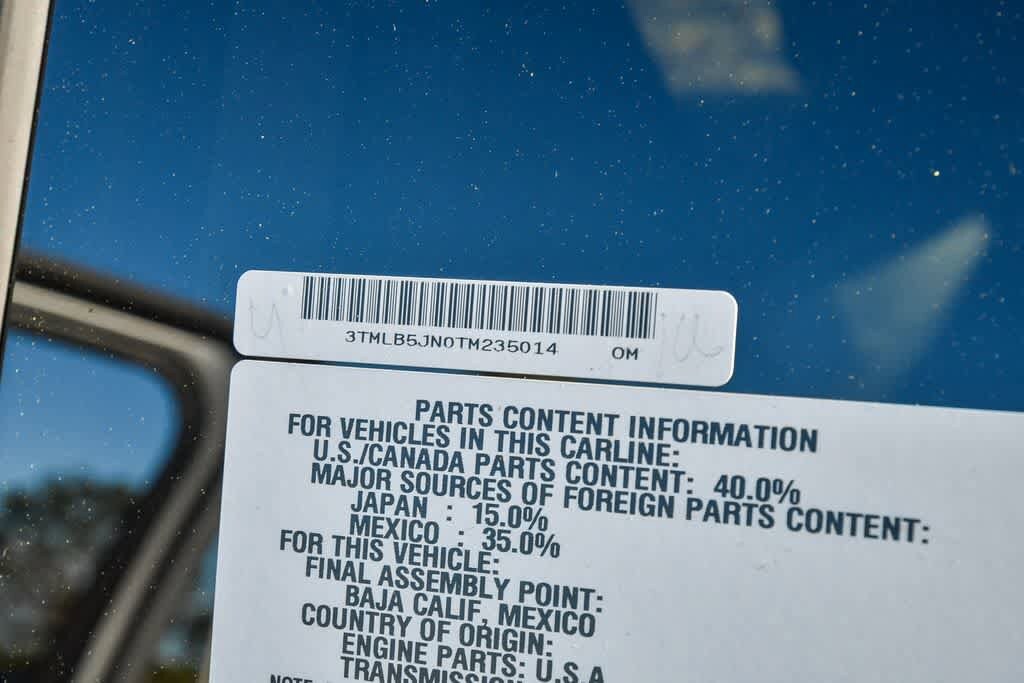 3TMLB5JN0TM235014 OM
PARTS CONTENT INFORMATION
FOR VEHICLES IN THIS CARLINE:
U.S./CANADA PARTS CONTENT: 40.0%
MAJOR SOURCES OF FOREIGN PARTS CONTENT:
JAPAN : 15.0%
MEXICO : 35.0%
FOR THIS VEHICLE:
FINAL ASSEMBLY POINT:
BAJA CALIF, MEXICO
COUNTRY OF ORIGIN:
ENGINE PARTS: U.S.A